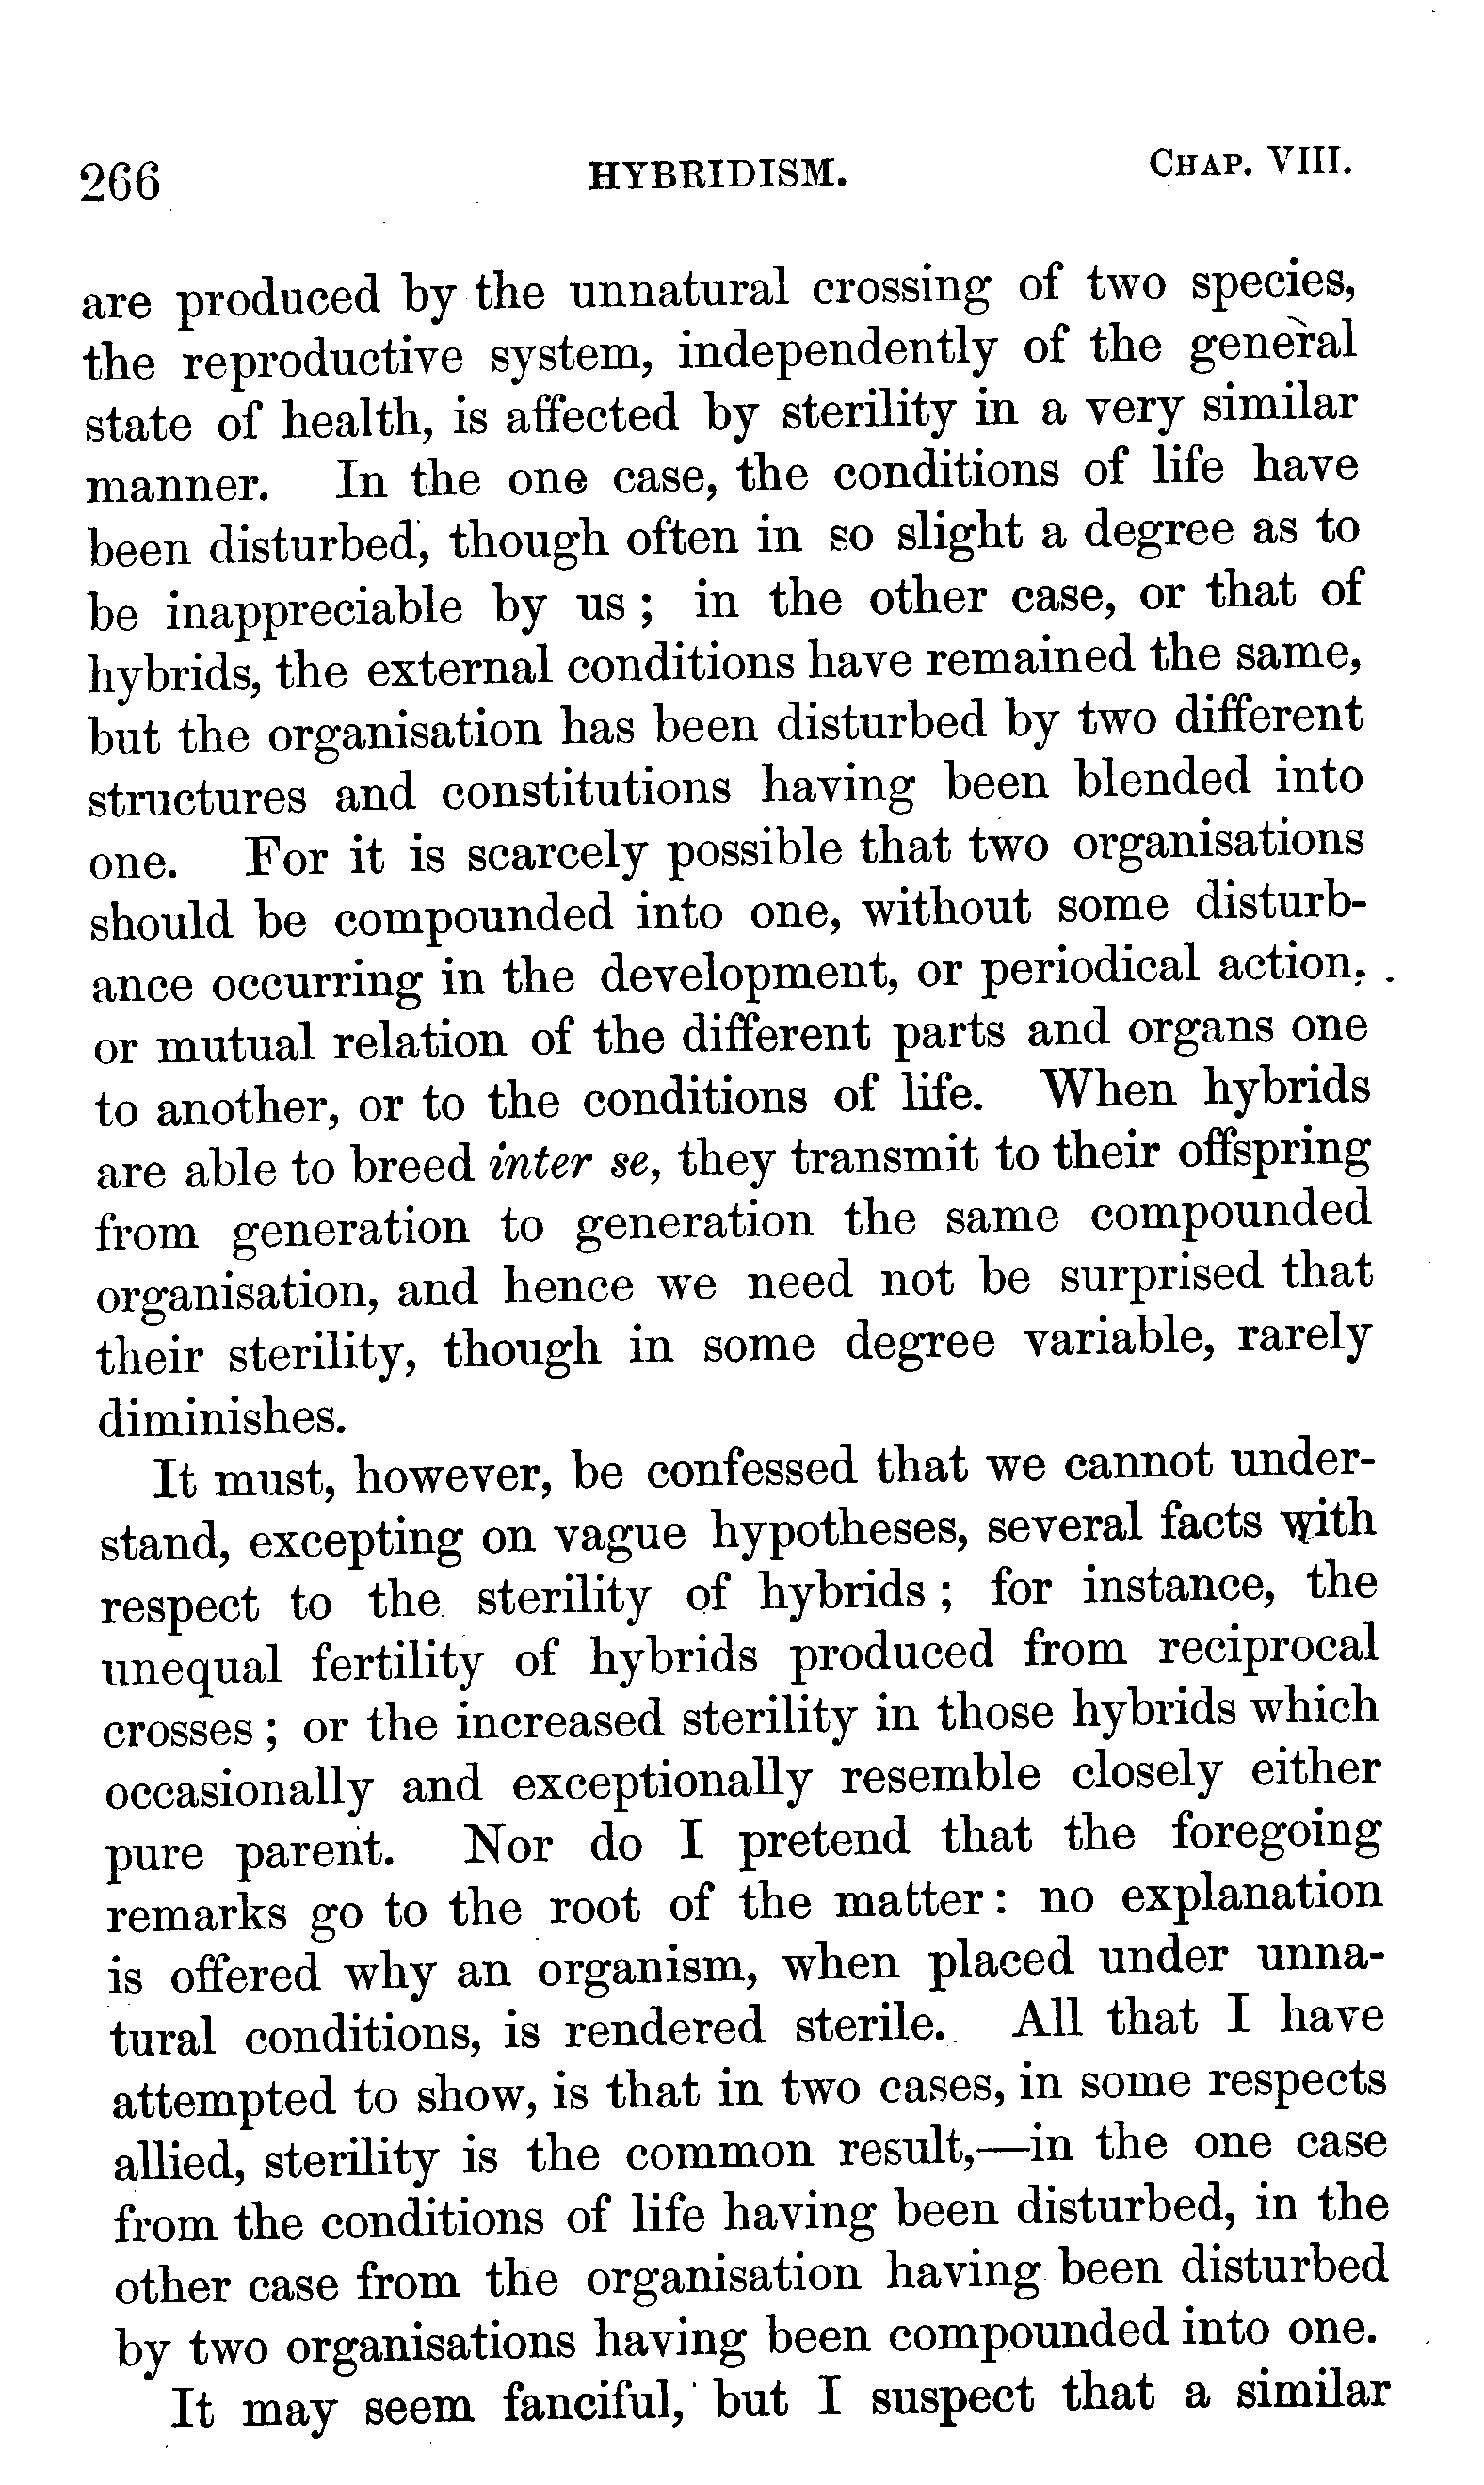 266 HYBRIDISM. CHAP. VIII.
are produced by the unnatural crossing of two species,
the reproductive system, independently of the general
state of health, is affected by sterility in a very similar
manner. In the one case, the conditions of life have
been disturbed, though often in so slight a degree as to
be inappreciable by us; in the other case, or that of
hybrids, the external conditions have remained the same,
but the organisation has been disturbed by two different
structures and constitutions having been blended into
one. For it is scarcely possible that two organisations
should be compounded into one, without some disturb-
ance occurring in the development, or periodical action,
or mutual relation of the different parts and organs one
to another, or to the conditions of life. When hybrids
are able to breed inter se, they transmit to their offspring
from generation to generation the same compounded
organisation, and hence we need not be surprised that
their sterility, though in some degree variable, rarely
diminishes.
It must, however, be confessed that we cannot under-
stand, excepting on vague hypotheses, several facts with
respect to the sterility of hybrids; for instance, the
unequal fertility of hybrids produced from reciprocal
crosses; or the increased sterility in those hybrids which
occasionally and exceptionally resemble closely either
pure parent. Nor do I pretend that the foregoing
remarks go to the root of the matter: no explanation
is offered why an organism, when placed under unna-
tural conditions, is rendered sterile. All that I have
attempted to show, is that in two cases, in some respects
allied, sterility is the common result,—in the one case
from the conditions of life having been disturbed, in the
other case from the organisation having been disturbed
by two organisations having been compounded into one.
It may seem fanciful, but I suspect that a similar